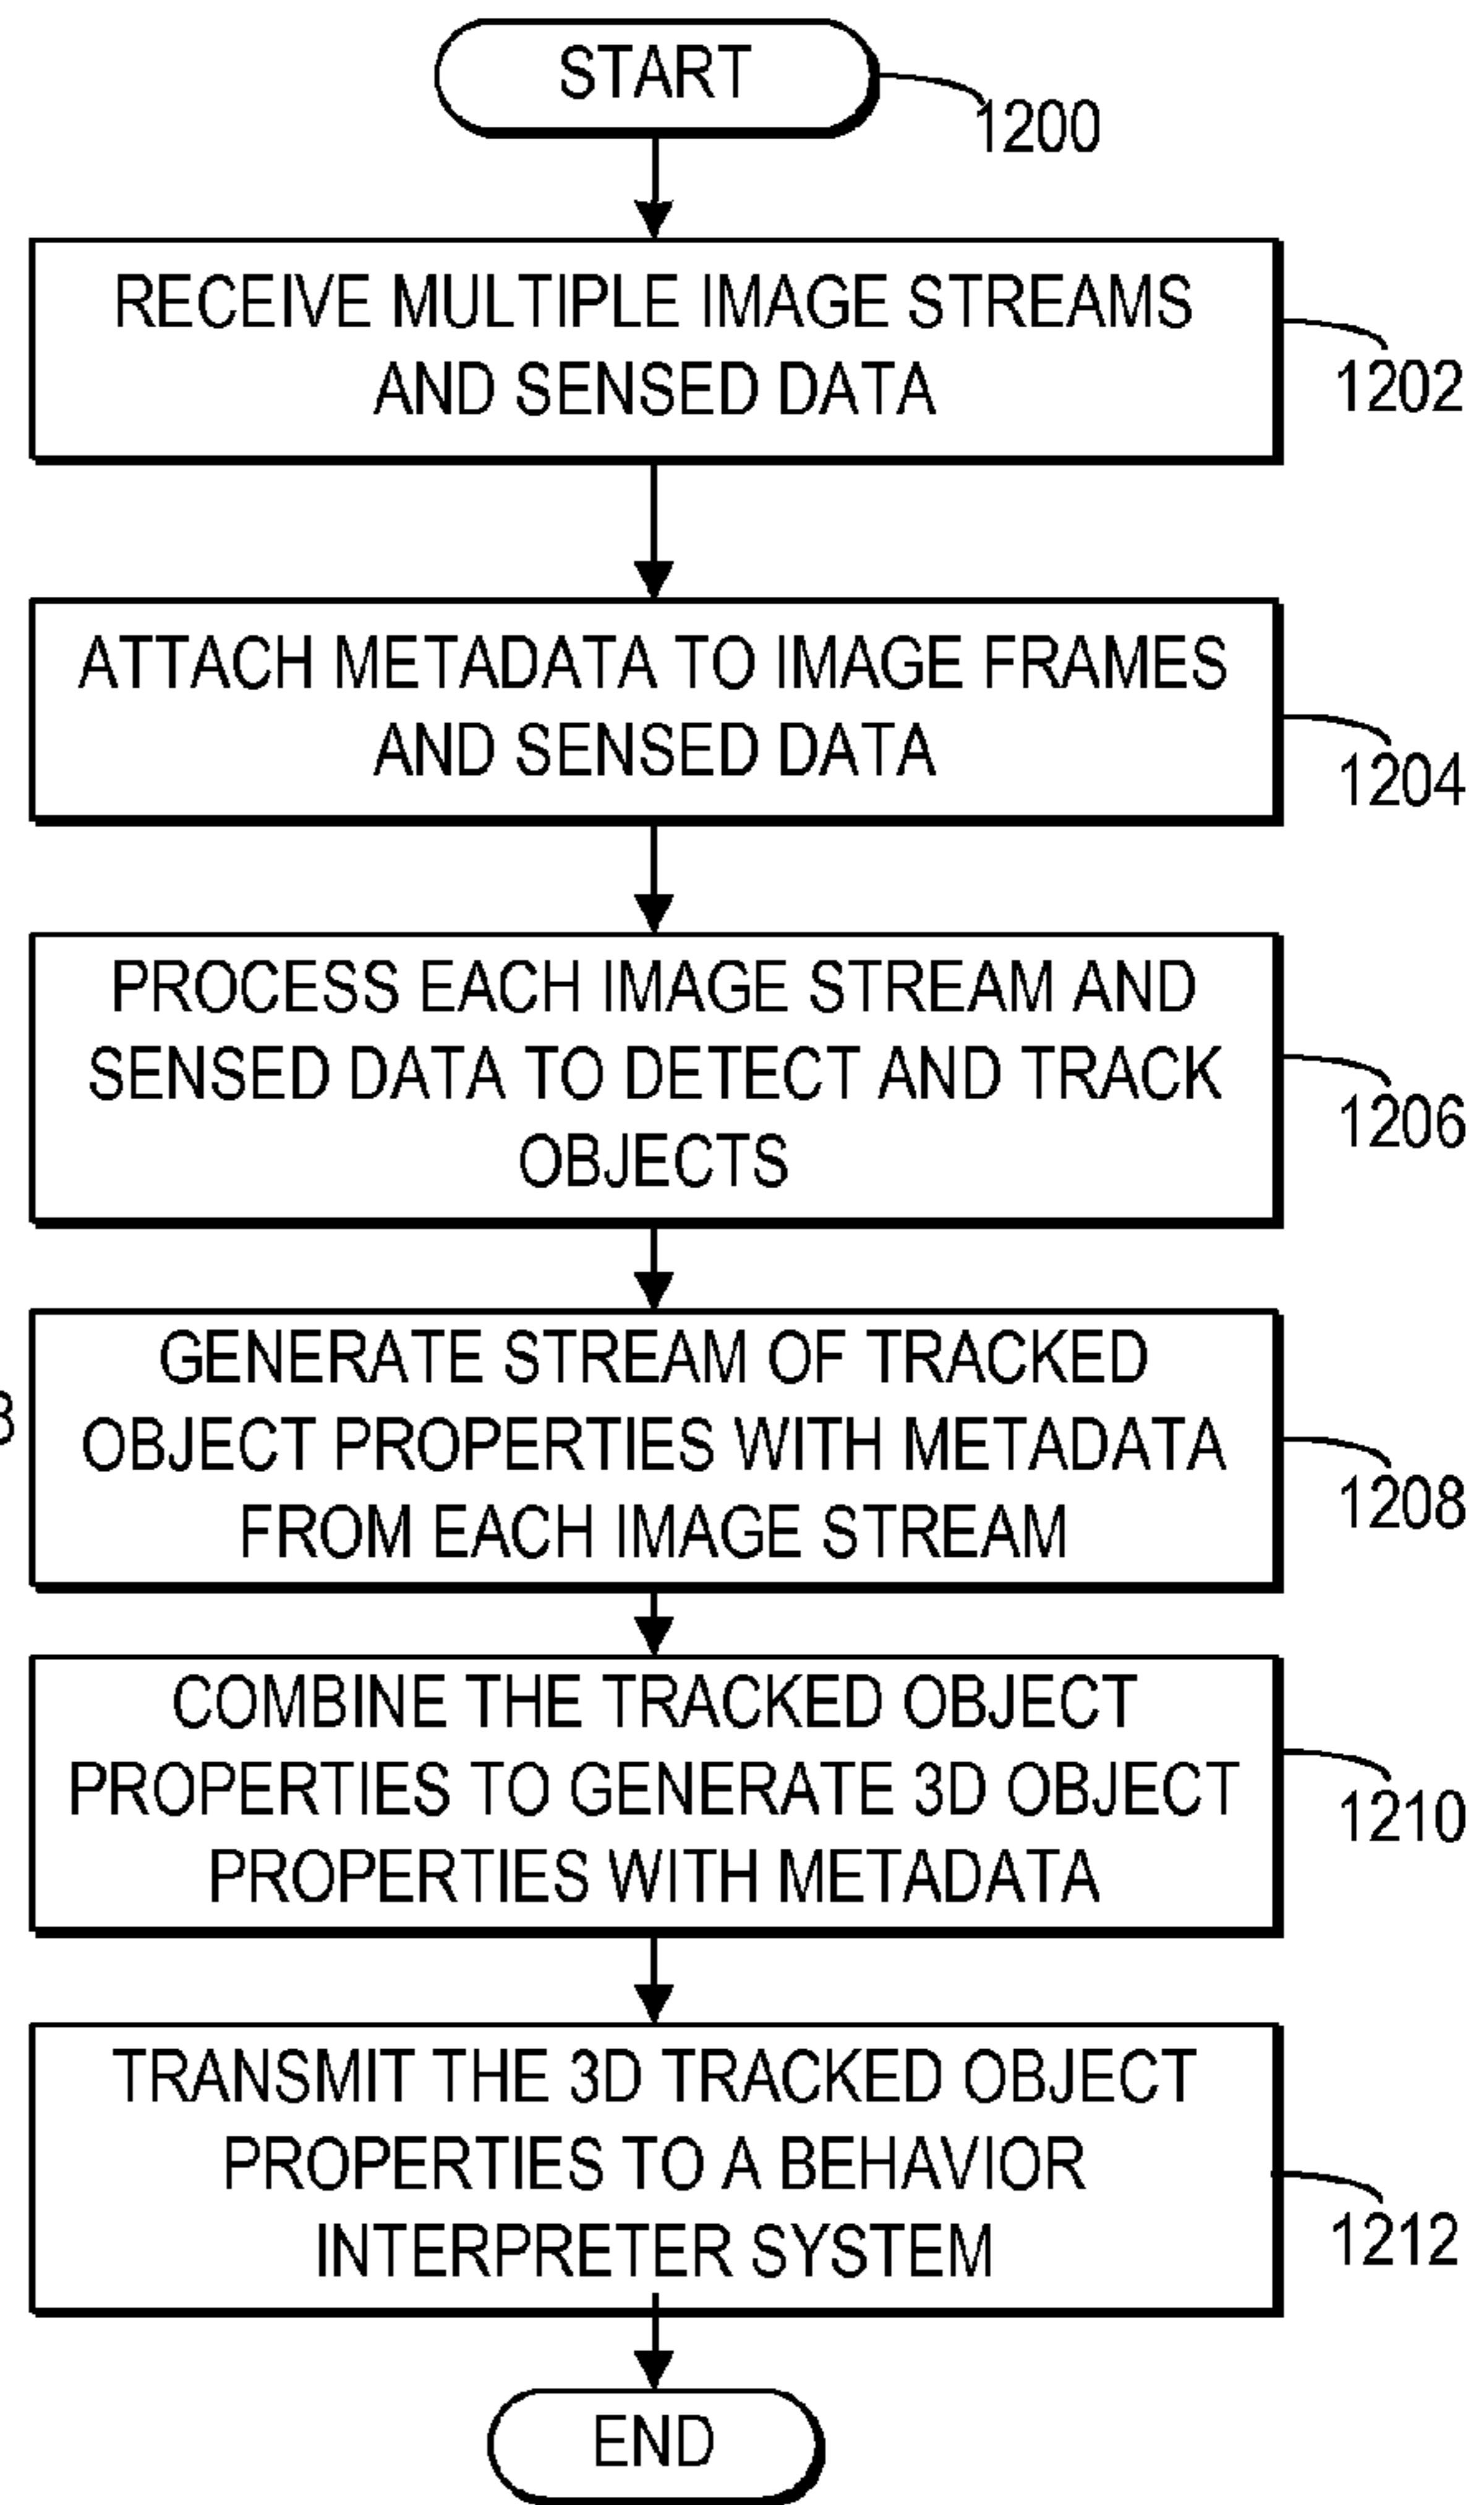 START
1200
RECEIVE MULTIPLE IMAGE STREAMS
AND SENSED DATA
1202
ATTACH METADATA TO IMAGE FRAMES
AND SENSED DATA
1204
PROCESS EACH IMAGE STREAM AND
SENSED DATA TO DETECT AND TRACK
OBJECTS
1206
GENERATE STREAM OF TRACKED
OBJECT PROPERTIES WITH METADATA
FROM EACH IMAGE STREAM
1208
COMBINE THE TRACKED OBJECT
PROPERTIES TO GENERATE 3D OBJECT
PROPERTIES WITH METADATA
1210
TRANSMIT THE 3D TRACKED OBJECT
PROPERTIES TO A BEHAVIOR
INTERPRETER SYSTEM
1212
END